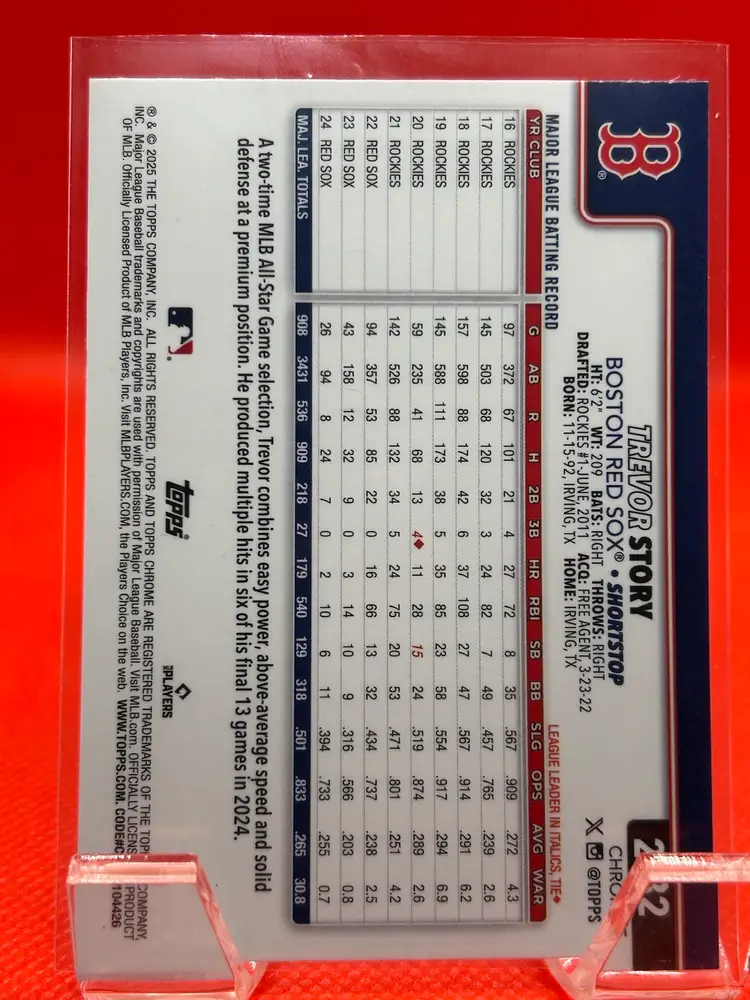 B®
TREVOR STORY
BOSTON RED SOX® • SHORTSTOP
HT: 6'2" WT: 209 BATS: RIGHT THROWS: RIGHT
DRAFTED: ROCKIES #1-JUNE, 2011 ACQ: FREE AGENT, 3-23-22
BORN: 11-15-92, IRVING, TX HOME: IRVING, TX
@TOPPS
MAJOR LEAGUE BATTING RECORD LEAGUE LEADER IN ITALICS, TIE♦
YR CLUB G AB R H 2B 3B HR RBI SB BB SLG OPS AVG WAR
16 ROCKIES 97 372 67 101 21 4 27 72 8 35 .567 .909 .272 4.3
17 ROCKIES 145 503 68 120 32 3 24 82 7 49 .457 .765 .239 2.6
18 ROCKIES 157 598 88 174 42 6 37 108 27 47 .567 .914 .291 6.2
19 ROCKIES 145 588 111 173 38 5 35 85 23 58 .554 .917 .294 6.9
20 ROCKIES 59 235 41 68 13 4♦ 11 28 15 24 .519 .874 .289 2.6
21 ROCKIES 142 526 88 132 34 5 24 75 20 53 .471 .801 .251 4.2
22 RED SOX 94 357 53 85 22 0 16 66 13 32 .434 .737 .238 2.5
23 RED SOX 43 158 12 32 9 0 3 14 10 9 .316 .566 .203 0.8
24 RED SOX 26 94 8 24 7 0 2 10 6 11 .394 .733 .255 0.7
MAJ. LEA. TOTALS 908 3431 536 909 218 27 179 540 129 318 .501 .833 .265 30.8
A two-time MLB All-Star Game selection, Trevor combines easy power, above-average speed and solid
defense at a premium position. He produced multiple hits in six of his final 13 games in 2024.
topps
PLAYERS
® & © 2025 THE TOPPS COMPANY, INC. ALL RIGHTS RESERVED. TOPPS AND TOPPS CHROME ARE REGISTERED TRADEMARKS OF THE TOPPS COMPANY,
INC. Major League Baseball trademarks and copyrights are used with permission of Major League Baseball. Visit MLB.com. OFFICIALLY LICENSED PRODUCT
OF MLB Players, Inc. Officially Licensed Product of MLB Players, Inc. Visit MLBPLAYERS.COM, the Players Choice on the web. WWW.TOPPS.COM. 104426